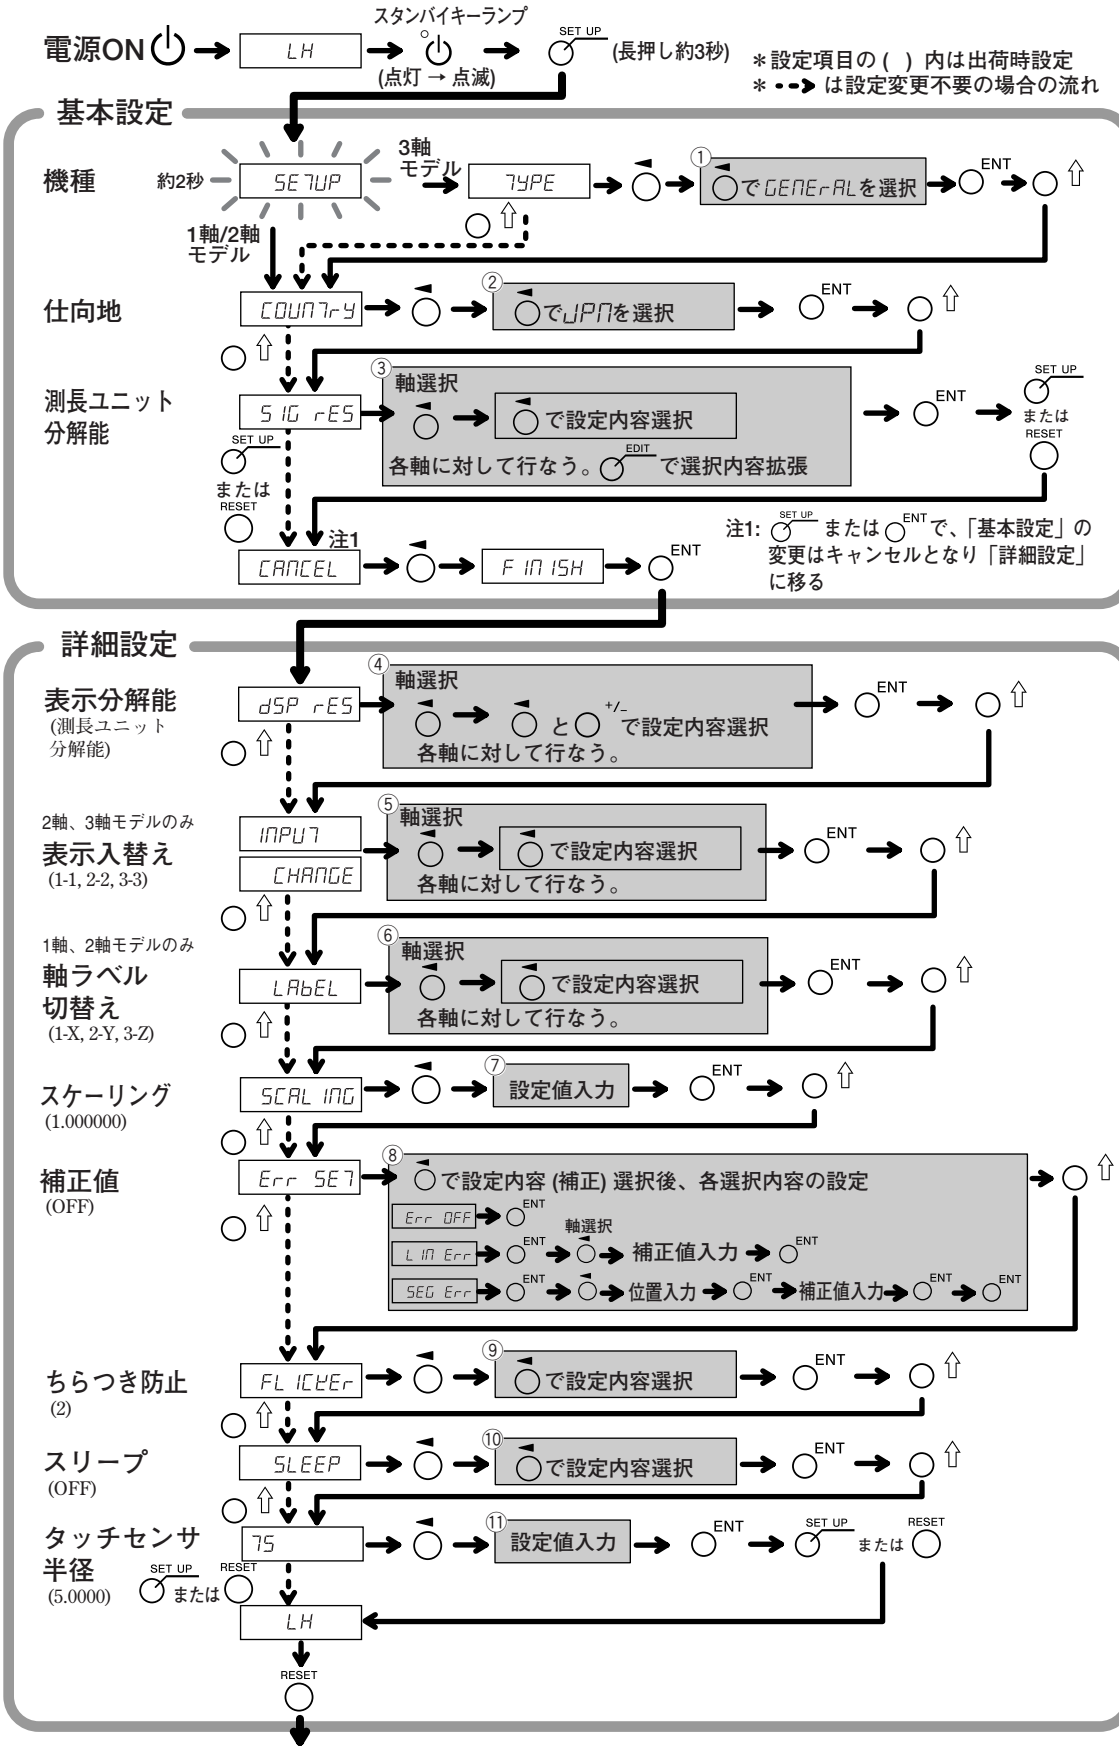 スタンバイキーランプ
電源ON
LH
SET UP
(長押し約3秒)
(点灯 → 点滅)
＊設定項目の ( ) 内は出荷時設定
＊ は設定変更不要の場合の流れ
基本設定
機種
約2秒
SETUP
3軸
モデル
TYPE
①
でGENErALを選択
ENT
1軸/2軸
モデル
仕向地
COUNTrY
②
でJPNを選択
ENT
測長ユニット
分解能
SIG rES
③
軸選択
で設定内容選択
各軸に対して行なう。 EDIT で選択内容拡張
ENT
SET UP
または
RESET
SET UP
または
RESET
注1
CANCEL
FINISH
ENT
注1: SET UP または ENT で、「基本設定」の
変更はキャンセルとなり「詳細設定」
に移る
詳細設定
表示分解能
(測長ユニット
分解能)
dSP rES
④
軸選択
と +/- で設定内容選択
各軸に対して行なう。
ENT
2軸、3軸モデルのみ
表示入替え
(1-1, 2-2, 3-3)
INPUT
CHANGE
⑤
軸選択
で設定内容選択
各軸に対して行なう。
ENT
1軸、2軸モデルのみ
軸ラベル
切替え
(1-X, 2-Y, 3-Z)
LAbEL
⑥
軸選択
で設定内容選択
各軸に対して行なう。
ENT
スケーリング
(1.000000)
SCALING
⑦
設定値入力
ENT
補正値
(OFF)
Err SET
⑧
で設定内容 (補正) 選択後、各選択内容の設定
Err OFF
ENT
LIN Err
ENT
軸選択
補正値入力
ENT
SEG Err
ENT
位置入力
ENT
補正値入力
ENT
ENT
ちらつき防止
(2)
FLICKEr
⑨
で設定内容選択
ENT
スリープ
(OFF)
SLEEP
⑩
で設定内容選択
ENT
タッチセンサ
半径
(5.0000)
TS
⑪
設定値入力
ENT
SET UP
または
RESET
SET UP
または
RESET
LH
RESET